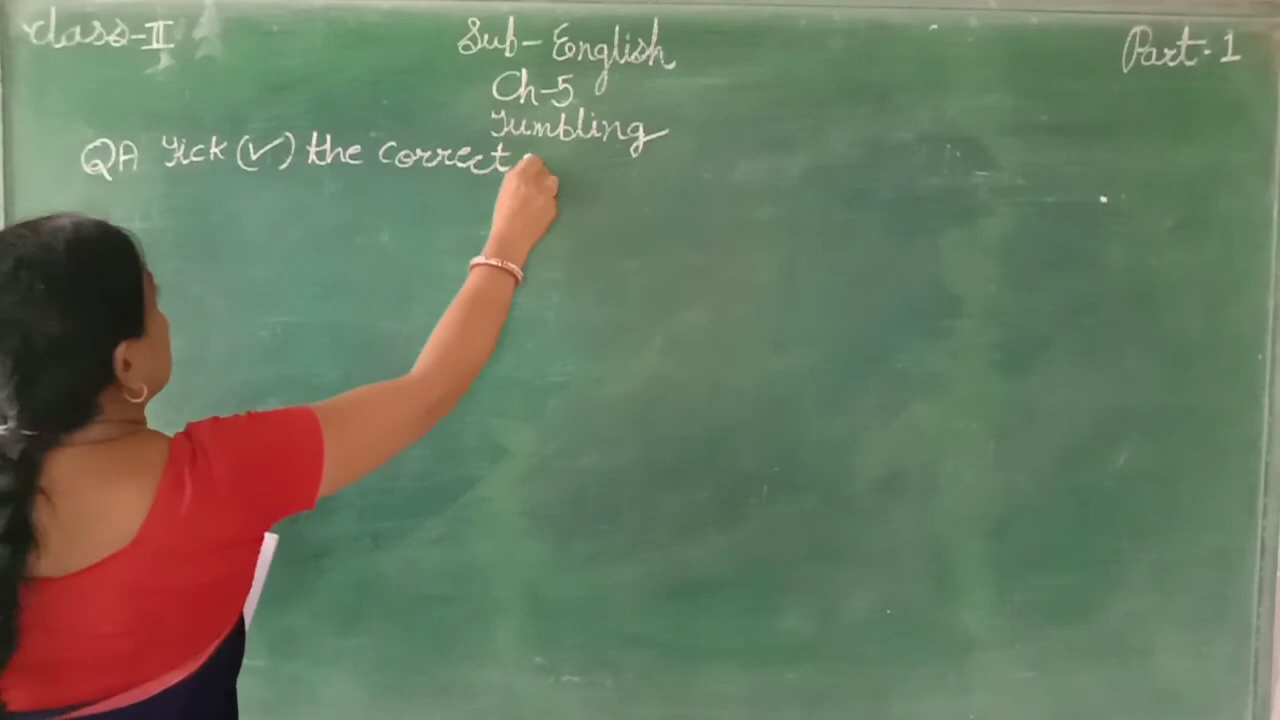 Class-II
Sub-English
Part-1
Ch-5
Tumbling
QA Tick (✓) the correct